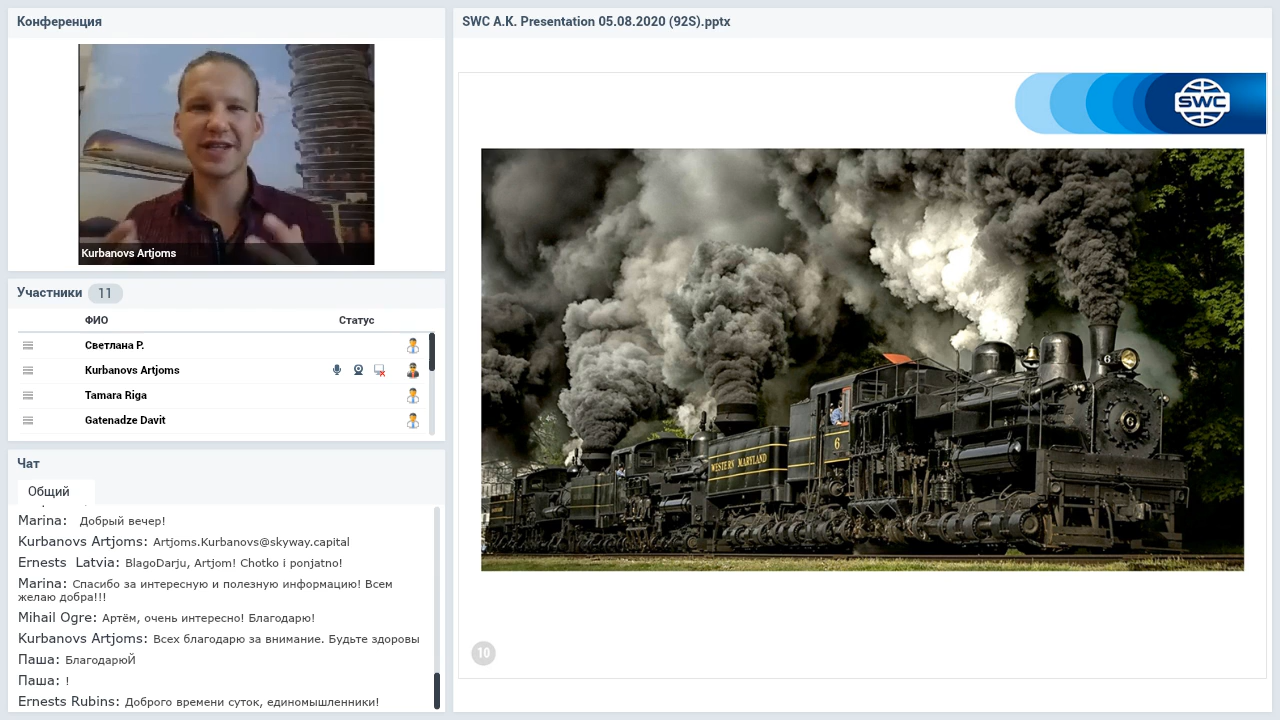 Конференция
Kurbanovs Artjoms
Участники 11
ФИО Статус
Светлана Р.
Kurbanovs Artjoms
Tamara Riga
Gatenadze Davit
Чат
Общий
Marina: Добрый вечер!
Kurbanovs Artjoms: Artjoms.Kurbanovs@skyway.capital
Ernests Latvia: BlagoDarju, Artjom! Chotko i ponjatno!
Marina: Спасибо за интересную и полезную информацию! Всем
желаю добра!!!
Mihail Ogre: Артём, очень интересно! Благодарю!
Kurbanovs Artjoms: Всех благодарю за внимание. Будьте здоровы
Паша: БлагодарюЙ
Паша: !
Ernests Rubins: Доброго времени суток, единомышленники!
SWC A.K. Presentation 05.08.2020 (92S).pptx
SWC
6
6
6
WESTERN MARYLAND
10